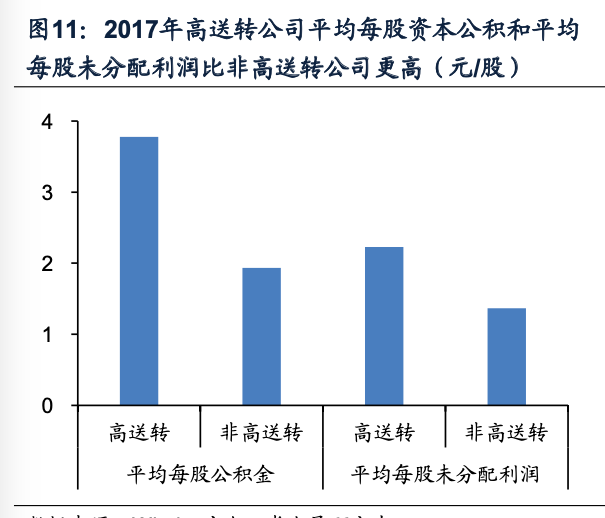 图11：2017年高送转公司平均每股资本公积和平均
每股未分配利润比非高送转公司更高（元/股）
4
3
2
1
0
高送转 非高送转 高送转 非高送转
平均每股公积金 平均每股未分配利润